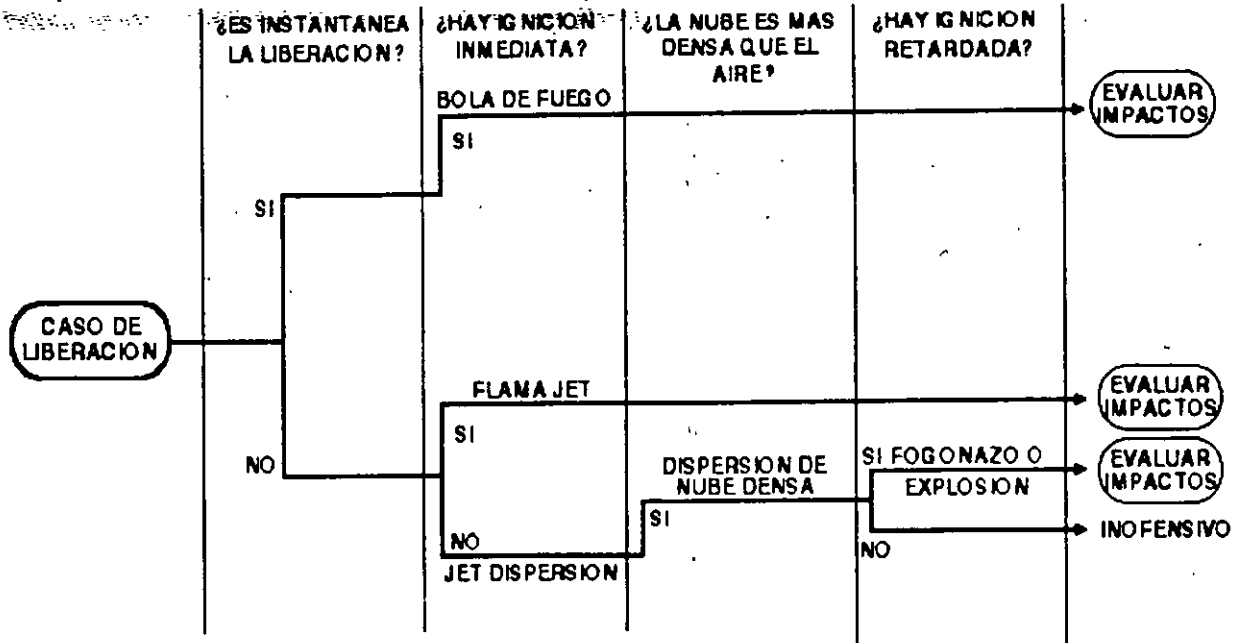 ¿ES INSTANTANEA
LA LIBERACION?
¿HAY IGNICION
INMEDIATA?
¿LA NUBE ES MAS
DENSA QUE EL
AIRE?
¿HAY IGNICION
RETARDADA?
BOLA DE FUEGO
SI
EVALUAR
IMPACTOS
SI
CASO DE
LIBERACION
FLAMA JET
SI
EVALUAR
IMPACTOS
NO
DISPERSION DE
NUBE DENSA
SI FOGONAZO O
EXPLOSION
EVALUAR
IMPACTOS
SI
INOFENSIVO
NO
NO
JET DISPERSION